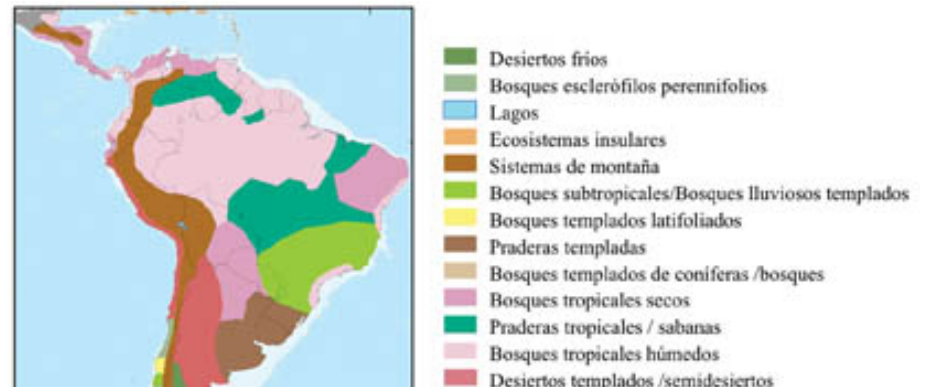 Desiertos fríos
Bosques esclerófilos perennifolios
Lagos
Ecosistemas insulares
Sistemas de montaña
Bosques subtropicales/Bosques lluviosos templados
Bosques templados latifoliados
Praderas templadas
Bosques templados de coníferas /bosques
Bosques tropicales secos
Praderas tropicales / sabanas
Bosques tropicales húmedos
Desiertos templados /semidesiertos